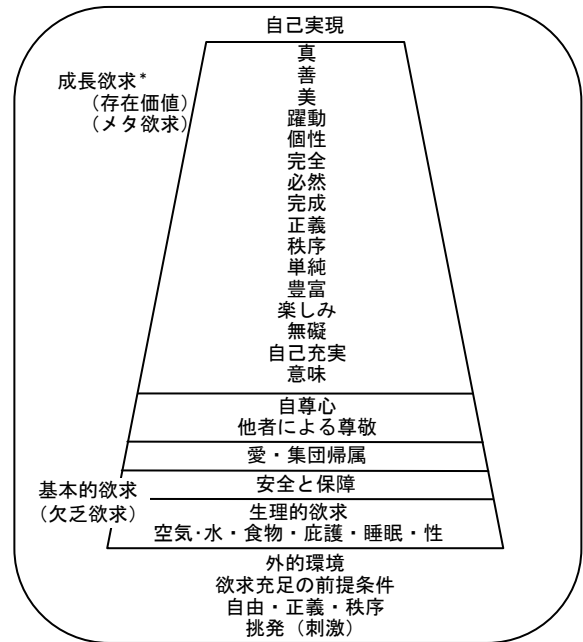 自己実現
成長欲求*
（存在価値）
（メタ欲求）
真
善
美
躍動
個性
完全
必然
完成
正義
秩序
単純
豊富
楽しみ
無礙
自己充実
意味
自尊心
他者による尊敬
愛・集団帰属
基本的欲求
（欠乏欲求）
安全と保障
生理的欲求
空気・水・食物・庇護・睡眠・性
外的環境
欲求充足の前提条件
自由・正義・秩序
挑発（刺激）